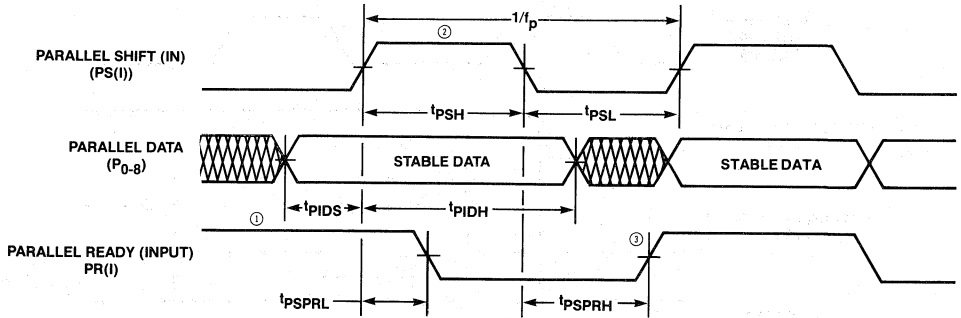 1/fp
②
PARALLEL SHIFT (IN)
(PS(I))
tPSH
tPSL
PARALLEL DATA
(P0-8)
STABLE DATA
STABLE DATA
tPIDS
tPIDH
①
PARALLEL READY (INPUT)
PR(I)
③
tPSPRL
tPSPRH